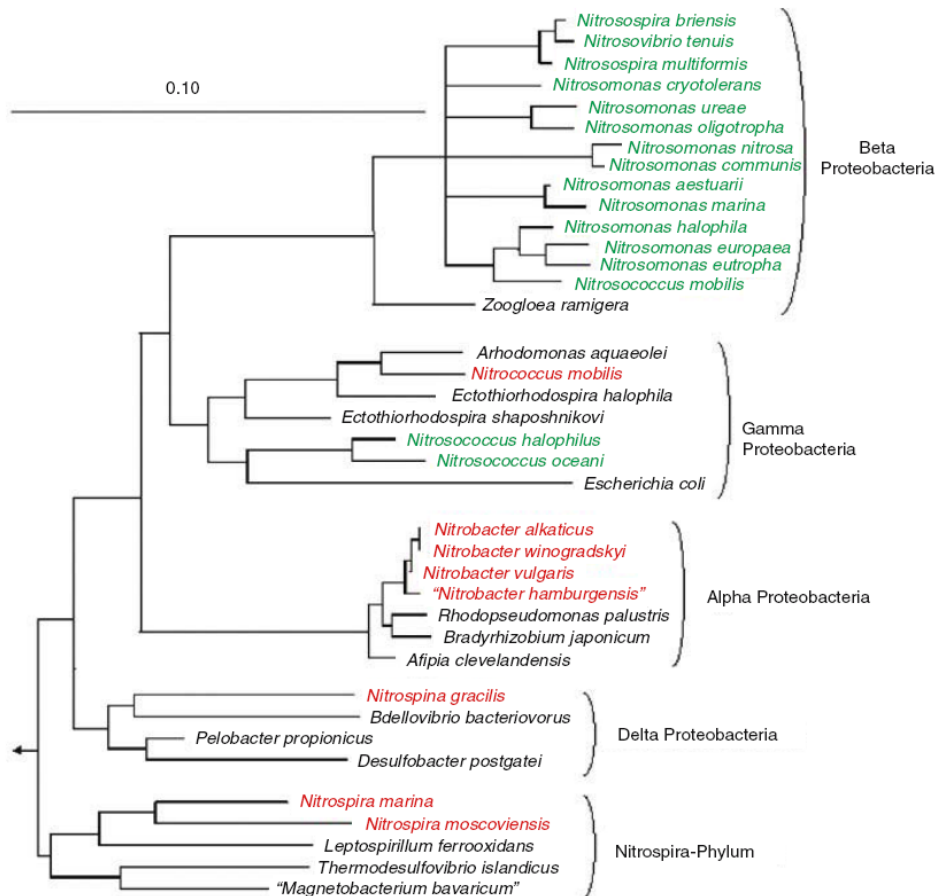 Nitrosospira briensis
Nitrosovibrio tenuis
Nitrosospira multiformis
Nitrosomonas cryotolerans
0.10
Nitrosomonas ureae
Nitrosomonas oligotropha
Nitrosomonas nitrosa
Nitrosomonas communis
Beta
Proteobacteria
Nitrosomonas aestuarii
Nitrosomonas marina
Nitrosomonas halophila
Nitrosomonas europaea
Nitrosomonas eutropha
Nitrosococcus mobilis
Zoogloea ramigera
Arhodomonas aquaeolei
Nitrococcus mobilis
Ectothiorhodospira halophila
Ectothiorhodospira shaposhnikovi
Gamma
Proteobacteria
Nitrosococcus halophilus
Nitrosococcus oceani
Escherichia coli
Nitrobacter alkaticus
Nitrobacter winogradskyi
Nitrobacter vulgaris
“Nitrobacter hamburgensis”
Alpha Proteobacteria
Rhodopseudomonas palustris
Bradyrhizobium japonicum
Afipia clevelandensis
Nitrospina gracilis
Bdellovibrio bacteriovorus
Delta Proteobacteria
Pelobacter propionicus
Desulfobacter postgatei
Nitrospira marina
Nitrospira moscoviensis
Leptospirillum ferrooxidans
Nitrospira-Phylum
Thermodesulfovibrio islandicus
“Magnetobacterium bavaricum”